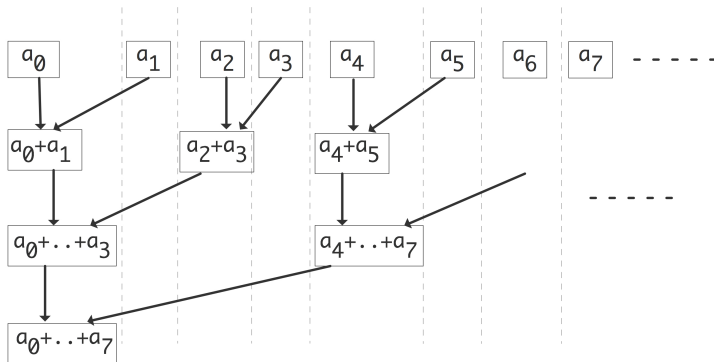 a0 a1 a2 a3 a4 a5 a6 a7 - - - - -
a0+a1 a2+a3 a4+a5
- - - - -
a0+..+a3 a4+..+a7
a0+..+a7